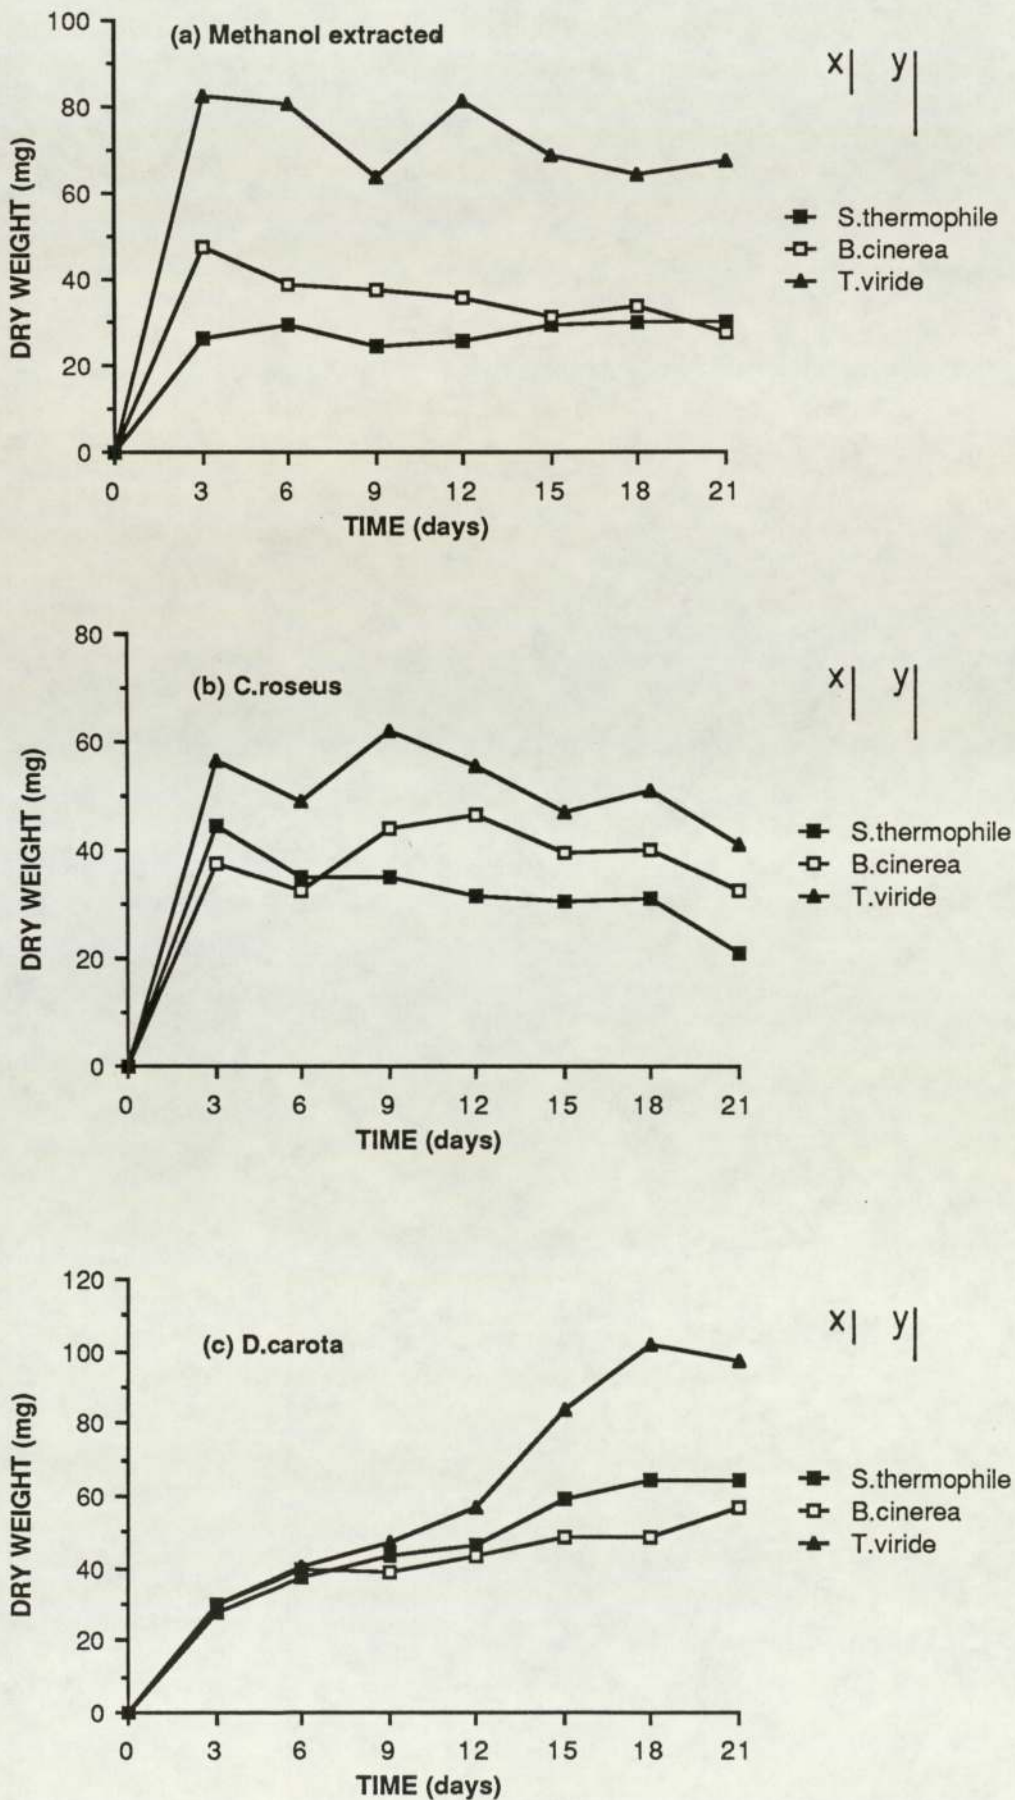 (a) Methanol extracted
x y
100
80
60
40
20
0
DRY WEIGHT (mg)
S.thermophile
B.cinerea
T.viride
0 3 6 9 12 15 18 21
TIME (days)
(b) C.roseus
x y
80
60
40
20
0
DRY WEIGHT (mg)
S.thermophile
B.cinerea
T.viride
0 3 6 9 12 15 18 21
TIME (days)
(c) D.carota
x y
120
100
80
60
40
20
0
DRY WEIGHT (mg)
S.thermophile
B.cinerea
T.viride
0 3 6 9 12 15 18 21
TIME (days)